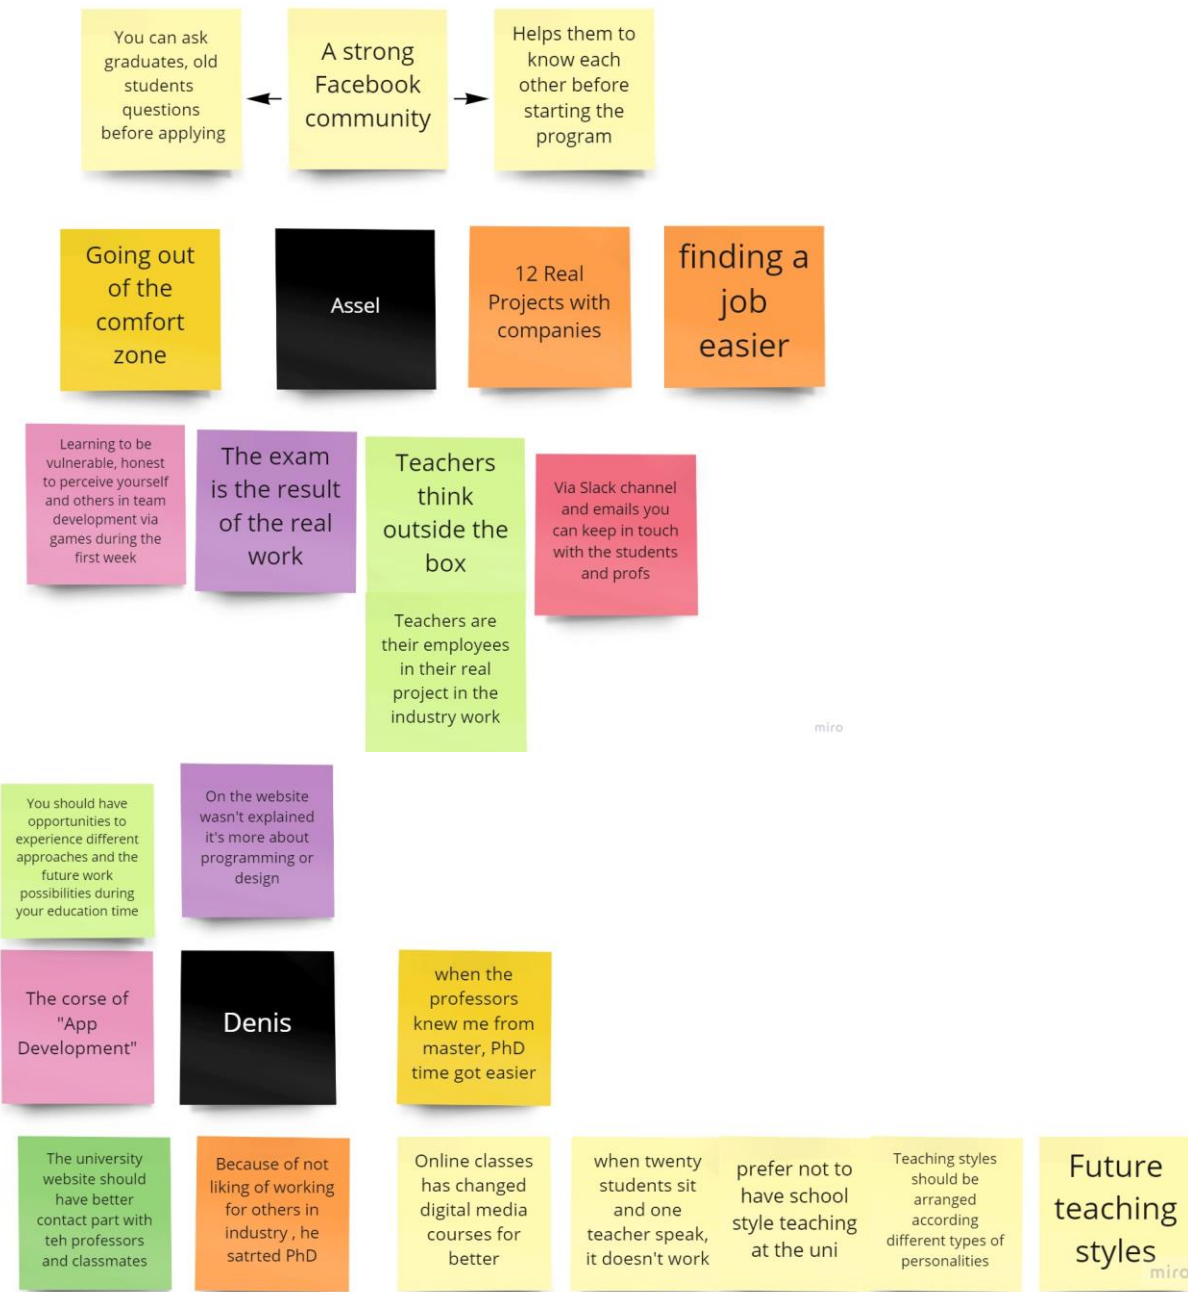 You can ask
graduates, old
students
questions
before applying
A strong
Facebook
community
Helps them to
know each
other before
starting the
program
Going out
of the
comfort
zone
Assel
12 Real
Projects with
companies
finding a
job
easier
Learning to be
vulnerable, honest
to perceive yourself
and others in team
development via
games during the
first week
The exam
is the result
of the real
work
Teachers
think
outside the
box
Via Slack channel
and emails you
can keep in touch
with the students
and profs
Teachers are
their employees
in their real
project in the
industry work
miro
You should have
opportunities to
experience different
approaches and the
future work
possibilities during
your education time
On the website
wasn't explained
it's more about
programming or
design
The corse of
"App
Development"
Denis
when the
professors
knew me from
master, PhD
time got easier
The university
website should
have better
contact part with
teh professors
and classmates
Because of not
liking of working
for others in
industry , he
satrted PhD
Online classes
has changed
digital media
courses for
better
when twenty
students sit
and one
teacher speak,
it doesn't work
prefer not to
have school
style teaching
at the uni
Teaching styles
should be
arranged
according
different types of
personalities
Future
teaching
styles
miro